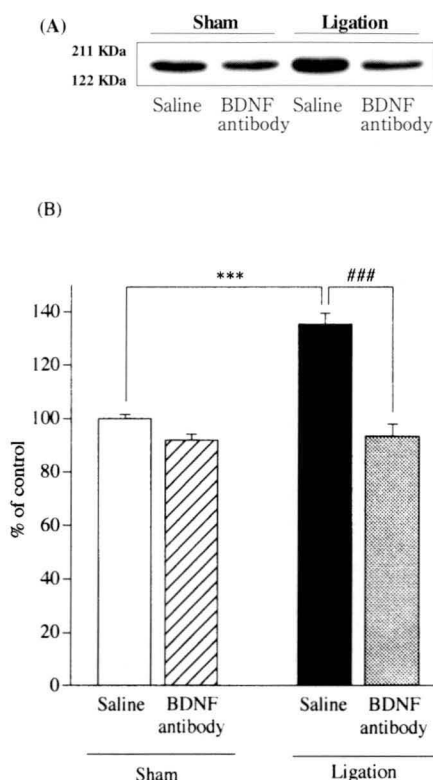 (A)
Sham Ligation
211 KDa
122 KDa
Saline BDNF Saline BDNF
antibody antibody
(B)
*** ###
140
120
100
80
60
40
20
0
% of control
Saline BDNF Saline BDNF
antibody antibody
Sham Ligation